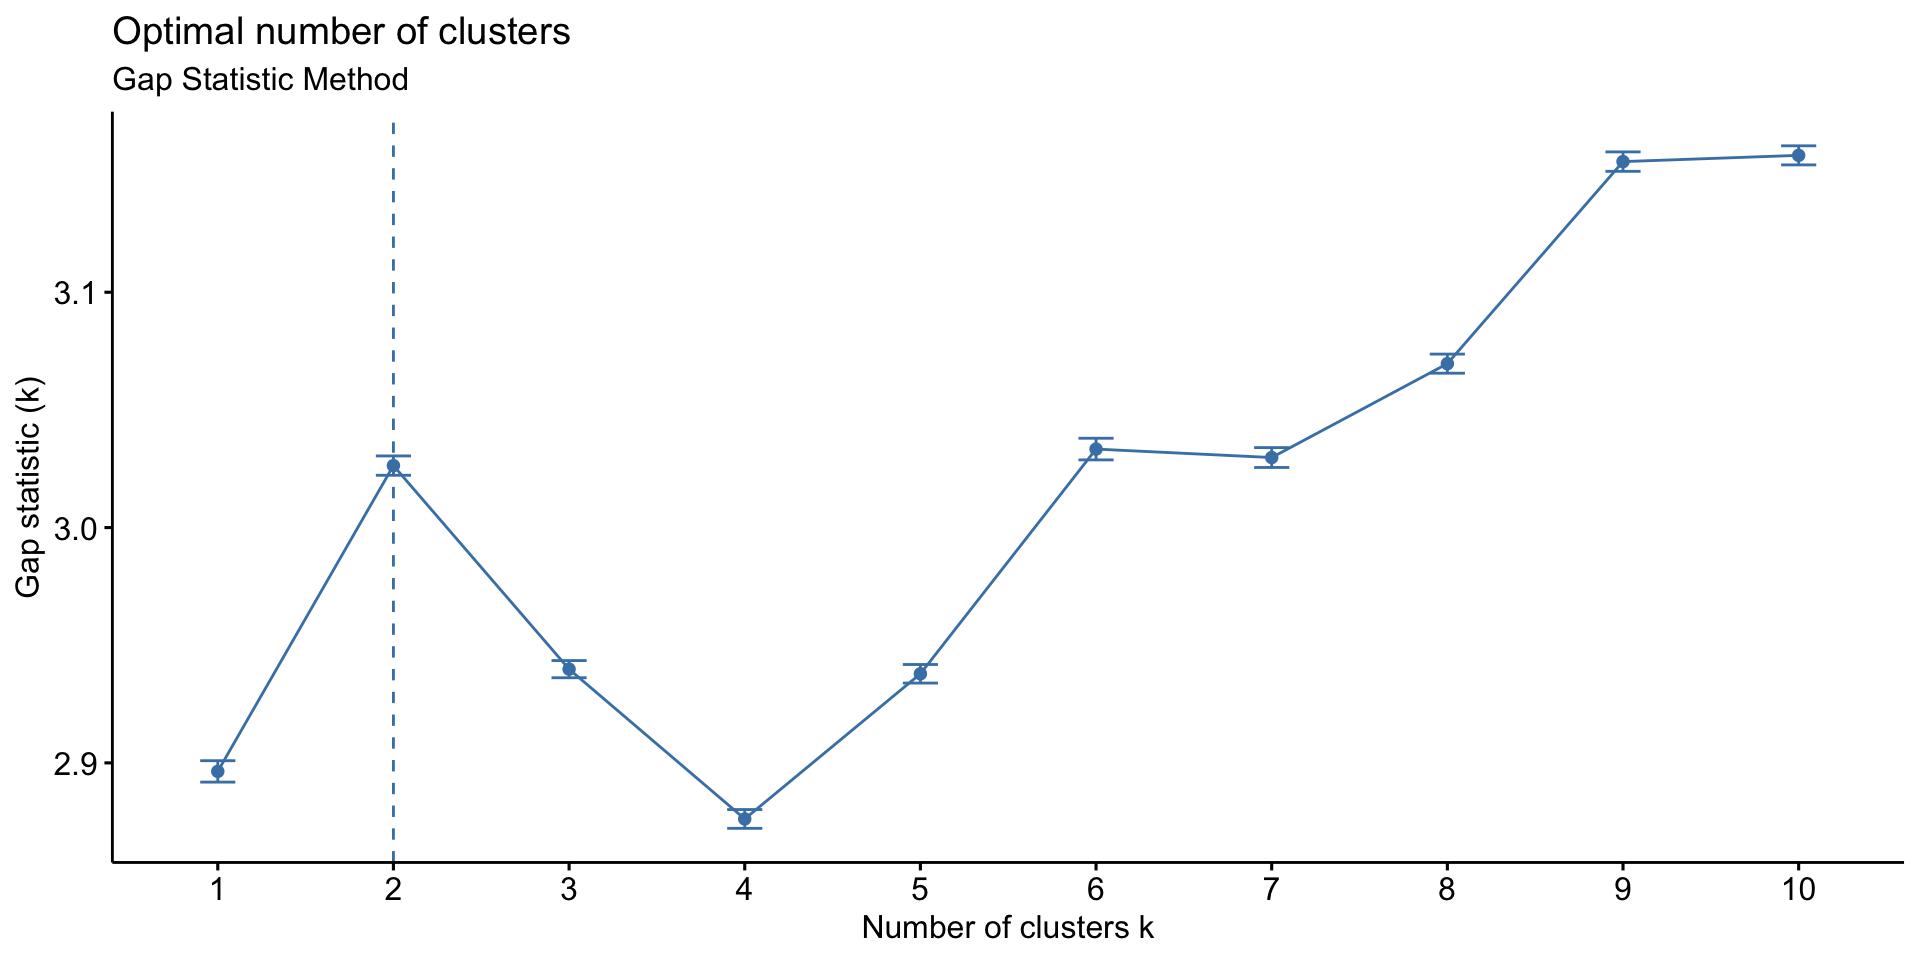 Optimal number of clusters
Gap Statistic Method
Gap statistic (k)
3.1
3.0
2.9
1 2 3 4 5 6 7 8 9 10
Number of clusters k